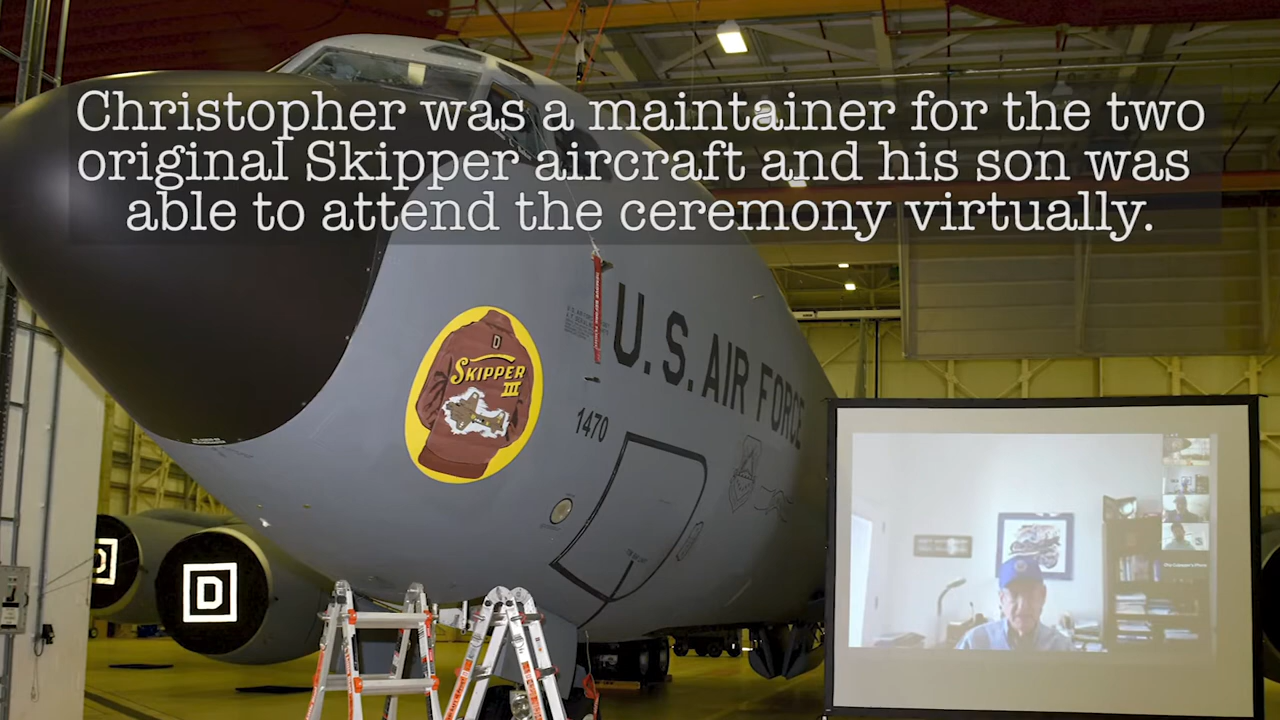 Christopher was a maintainer for the two
original Skipper aircraft and his son was
able to attend the ceremony virtually.
D
SKIPPER
III
U.S. AIR FORCE
1470
D
D